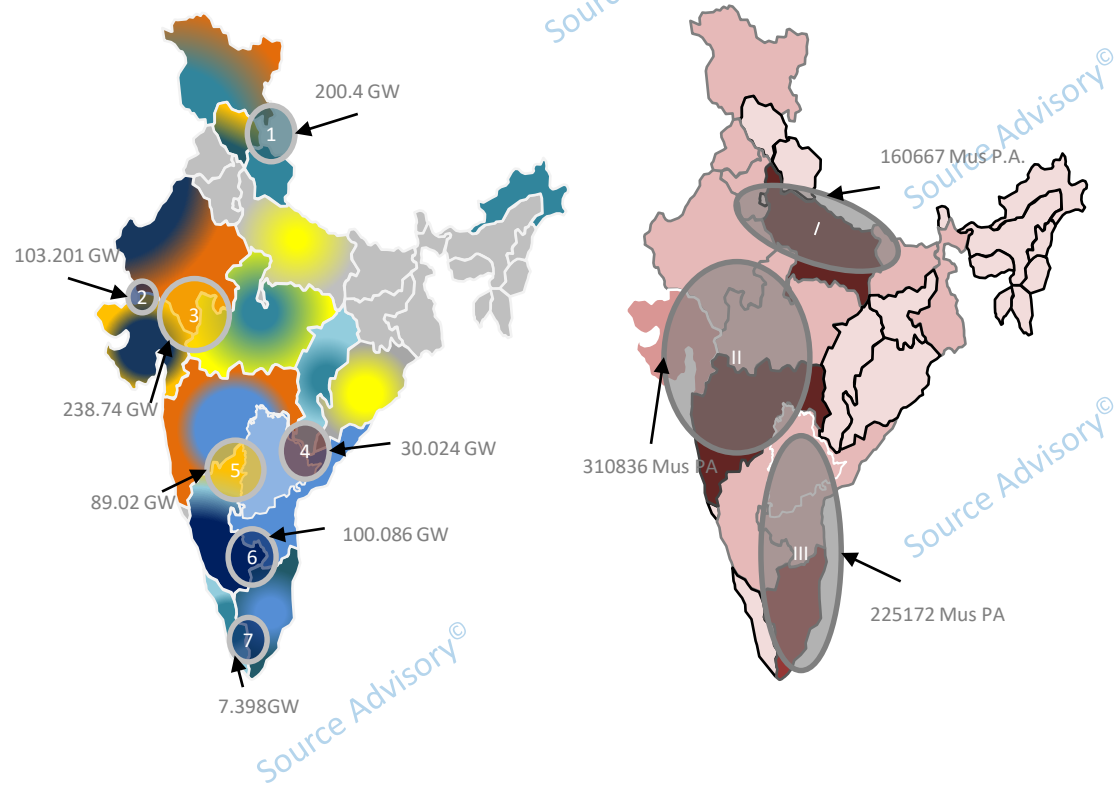 Source Advisory©
200.4 GW
1
103.201 GW
2
3
238.74 GW
4
30.024 GW
5
89.02 GW
100.086 GW
6
7
7.398GW
Source Advisory©
Source Advisory©
160667 Mus P.A.
I
II
310836 Mus PA
Source Advisory©
III
225172 Mus PA